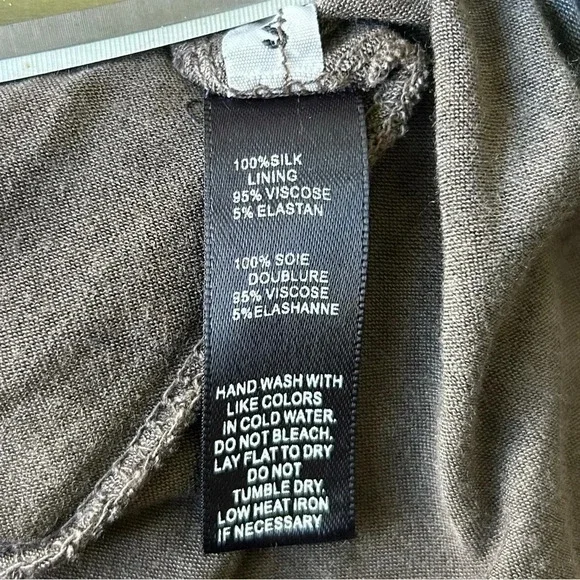 100%SILK
LINING
95% VISCOSE
5% ELASTAN
100% SOIE
DOUBLURE
95% VISCOSE
5%ELASHANNE
HAND WASH WITH
LIKE COLORS
IN COLD WATER.
DO NOT BLEACH.
LAY FLAT TO DRY
DO NOT
TUMBLE DRY.
LOW HEAT IRON
IF NECESSARY